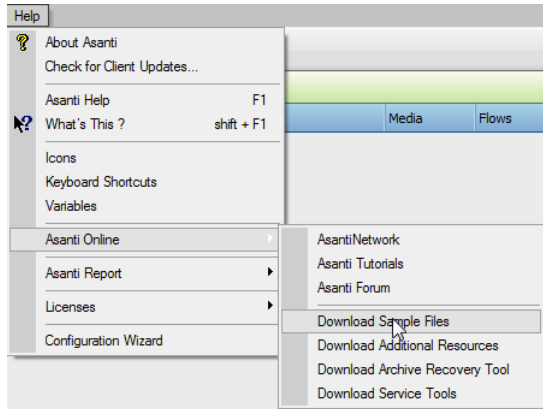 Help
About Asanti
Check for Client Updates...
Asanti Help F1
What's This ? shift + F1
Media Flows
Icons
Keyboard Shortcuts
Variables
Asanti Online
Asanti Report
Licenses
Configuration Wizard
AsantiNetwork
Asanti Tutorials
Asanti Forum
Download Sample Files
Download Additional Resources
Download Archive Recovery Tool
Download Service Tools